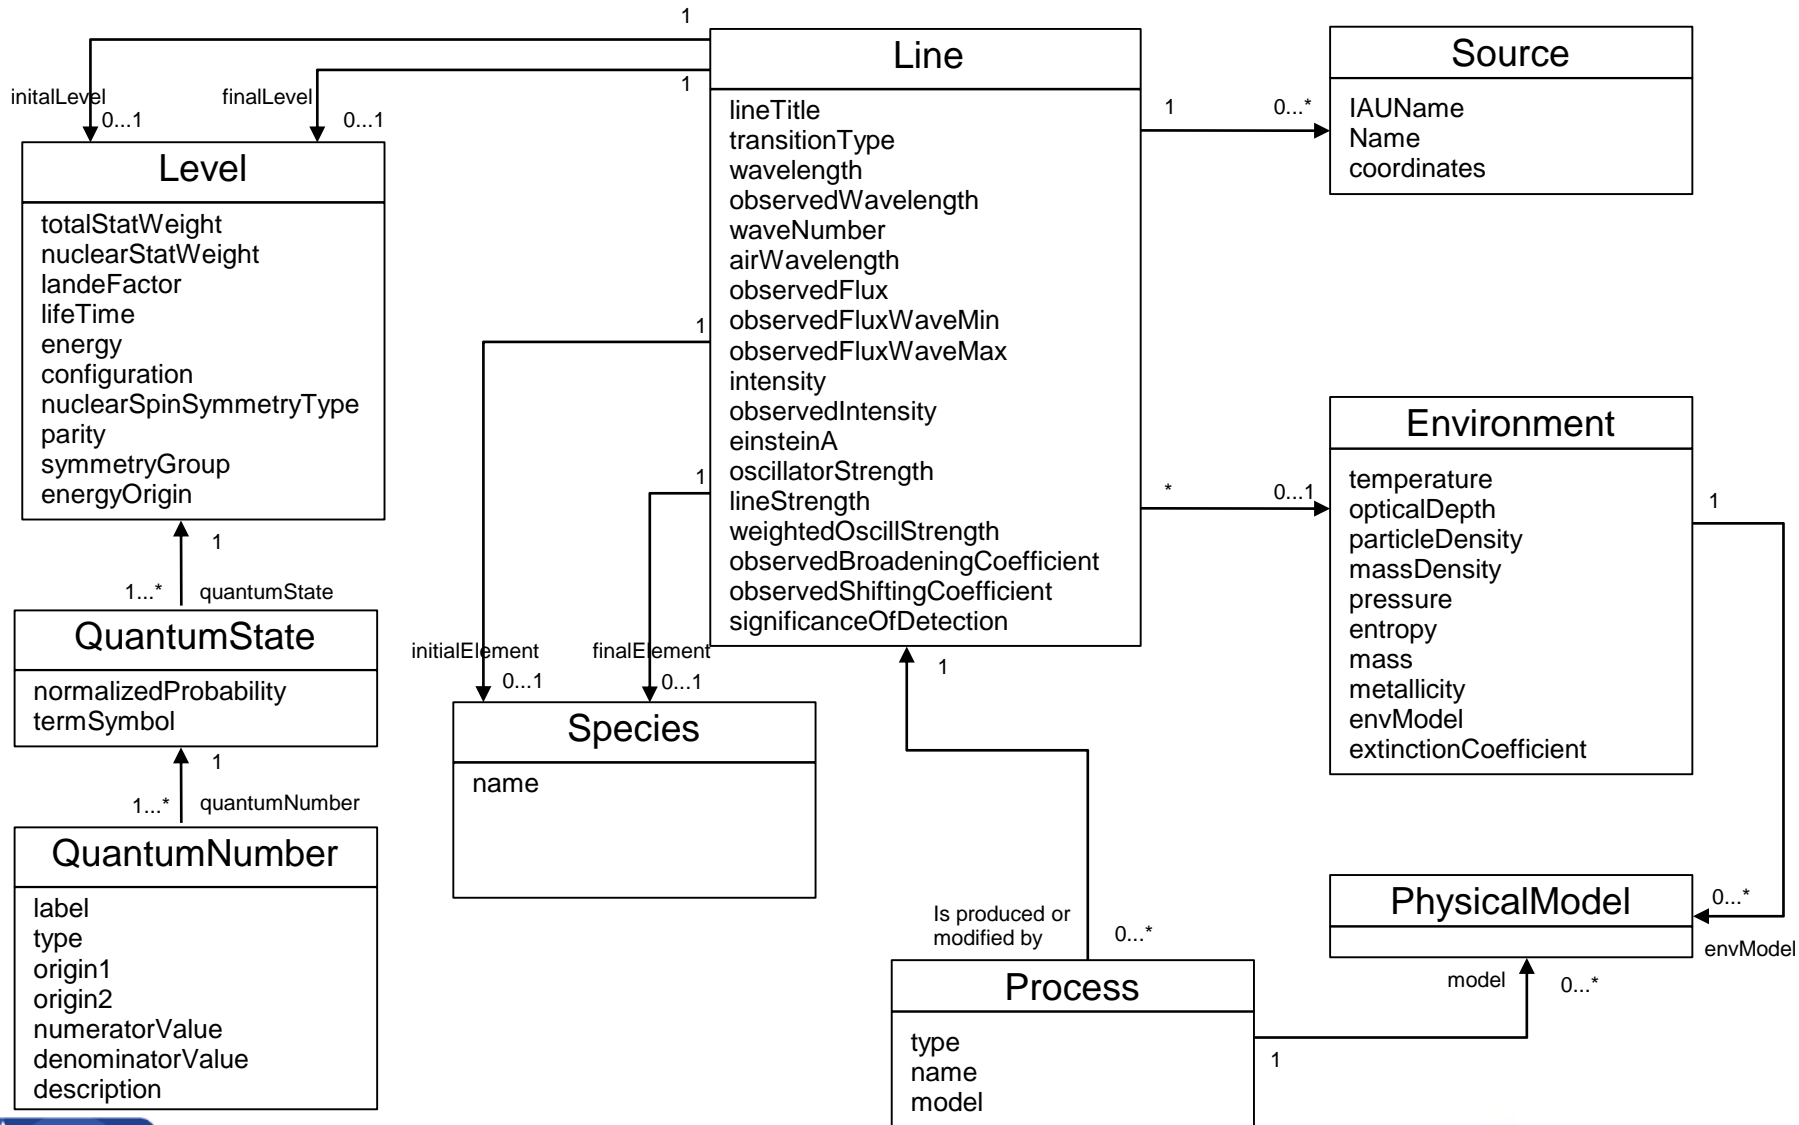 1
Line
Source
initalLevel
finalLevel
0...1
0...1
1
1
0...*
lineTitle
transitionType
wavelength
observedWavelength
waveNumber
airWavelength
observedFlux
observedFluxWaveMin
observedFluxWaveMax
intensity
observedIntensity
einsteinA
oscillatorStrength
lineStrength
weightedOscillStrength
observedBroadeningCoefficient
observedShiftingCoefficient
significanceOfDetection
IAUName
Name
coordinates
Level
totalStatWeight
nuclearStatWeight
landeFactor
lifeTime
energy
configuration
nuclearSpinSymmetryType
parity
symmetryGroup
energyOrigin
1
1
*
0...1
Environment
temperature
opticalDepth
particleDensity
massDensity
pressure
entropy
mass
metallicity
envModel
extinctionCoefficient
1
1
1...*
quantumState
QuantumState
normalizedProbability
termSymbol
initialElement
finalElement
0...1
0...1
1
Species
name
1
1...*
quantumNumber
QuantumNumber
label
type
origin1
origin2
numeratorValue
denominatorValue
description
Is produced or
modified by
0...*
PhysicalModel
0...*
envModel
model
0...*
Process
type
name
model
1